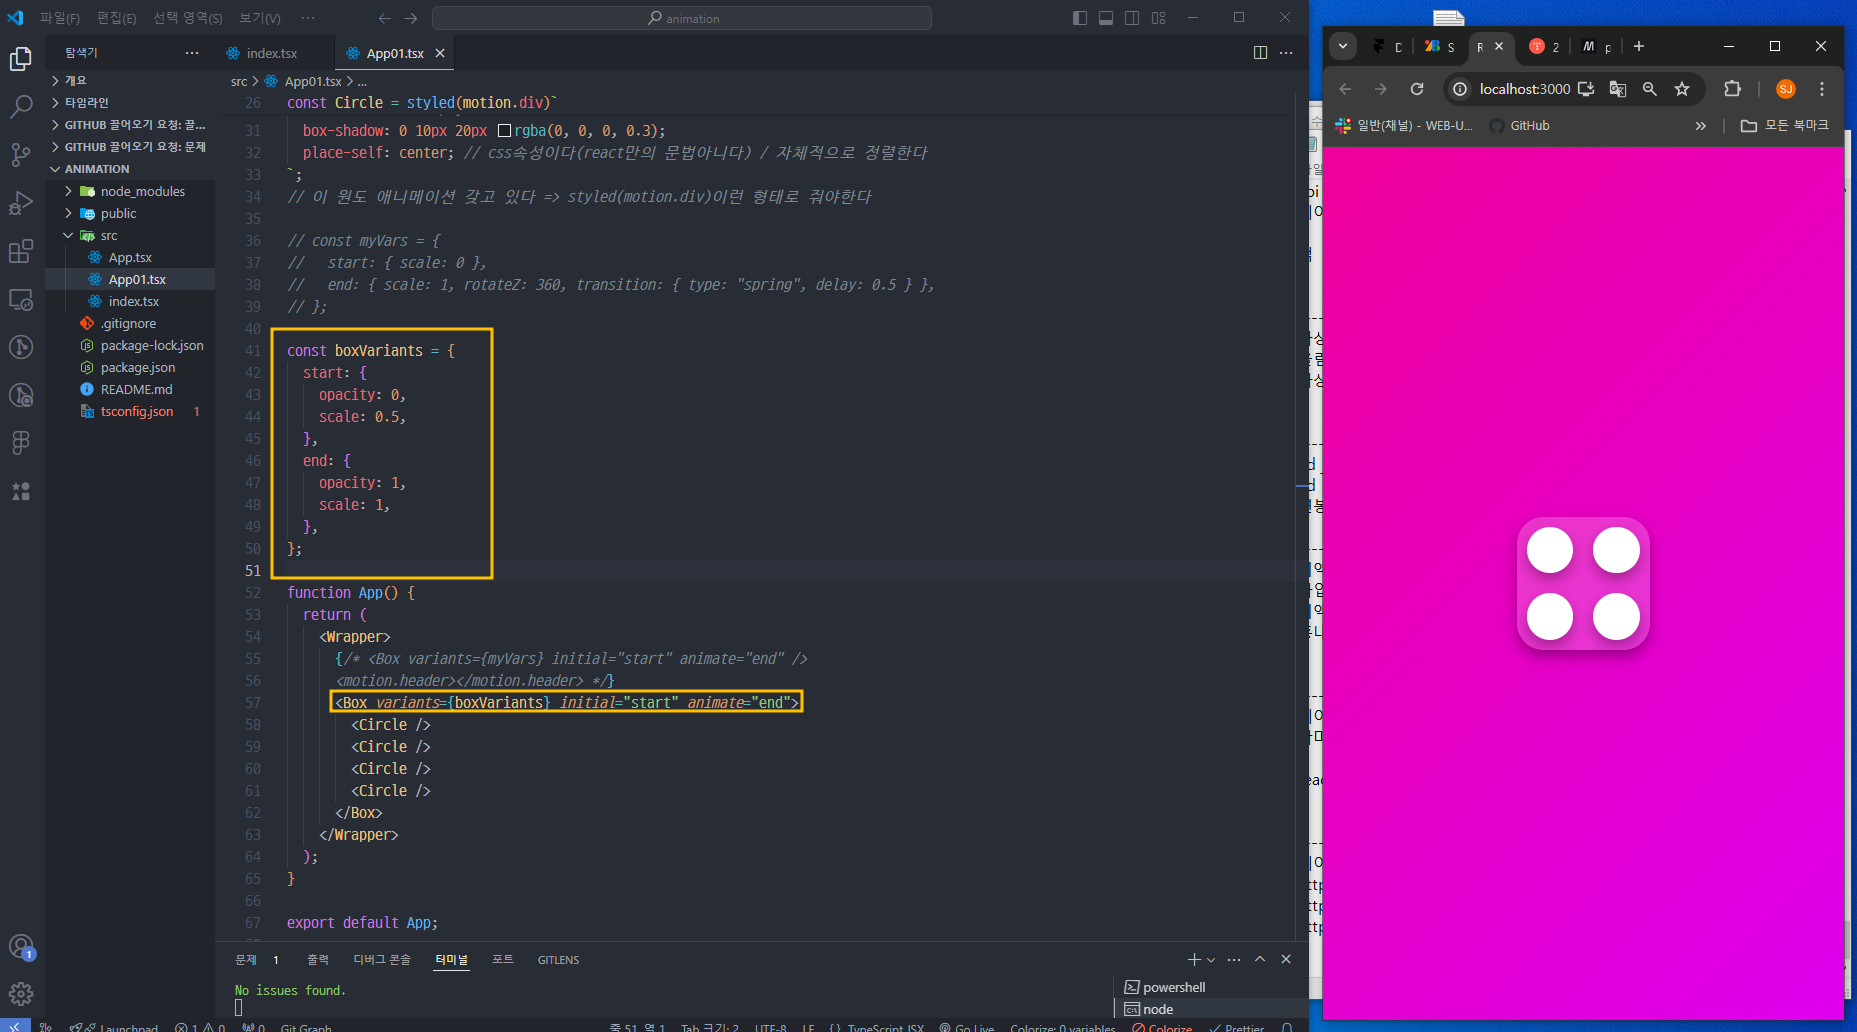 파일(F) 편집(E) 선택 영역(S) 보기(V) ···
animation
탐색기
개요
타임라인
GITHUB 끌어오기 요청: 끌...
GITHUB 끌어오기 요청: 문제
ANIMATION
node_modules
public
src
App.tsx
App01.tsx
index.tsx
.gitignore
package-lock.json
package.json
README.md
tsconfig.json 1
index.tsx App01.tsx
src > App01.tsx > ...
26 const Circle = styled(motion.div)`
31 box-shadow: 0 10px 20px rgba(0, 0, 0, 0.3);
32 place-self: center; // css속성이다(react만의 문법아니다) / 자체적으로 정렬한다
33 `;
34 // 이 원도 애니메이션 갖고 있다 => styled(motion.div)이런 형태로 줘야한다
35
36 // const myVars = {
37 // start: { scale: 0 },
38 // end: { scale: 1, rotateZ: 360, transition: { type: "spring", delay: 0.5 } },
39 // };
40
41 const boxVariants = {
42 start: {
43 opacity: 0,
44 scale: 0.5,
45 },
46 end: {
47 opacity: 1,
48 scale: 1,
49 },
50 };
51
52 function App() {
53 return (
54 <Wrapper>
55 {/* <Box variants={myVars} initial="start" animate="end" />
56 <motion.header></motion.header> */}
57 <Box variants={boxVariants} initial="start" animate="end">
58 <Circle />
59 <Circle />
60 <Circle />
61 <Circle />
62 </Box>
63 </Wrapper>
64 );
65 }
66
67 export default App;
문제 1 출력 디버그 콘솔 터미널 포트 GITLENS
No issues found.
powershell
node
1
Launchpad 1 0 0 Git Graph 줄 51, 열 1 Tab 크기: 2 UTF-8 LF {} TypeScript JSX Go Live Colorize: 0 variables Colorize Prettier
D S R 2 M p
localhost:3000 SJ
일반(채널) - WEB-U... GitHub 모든 북마크